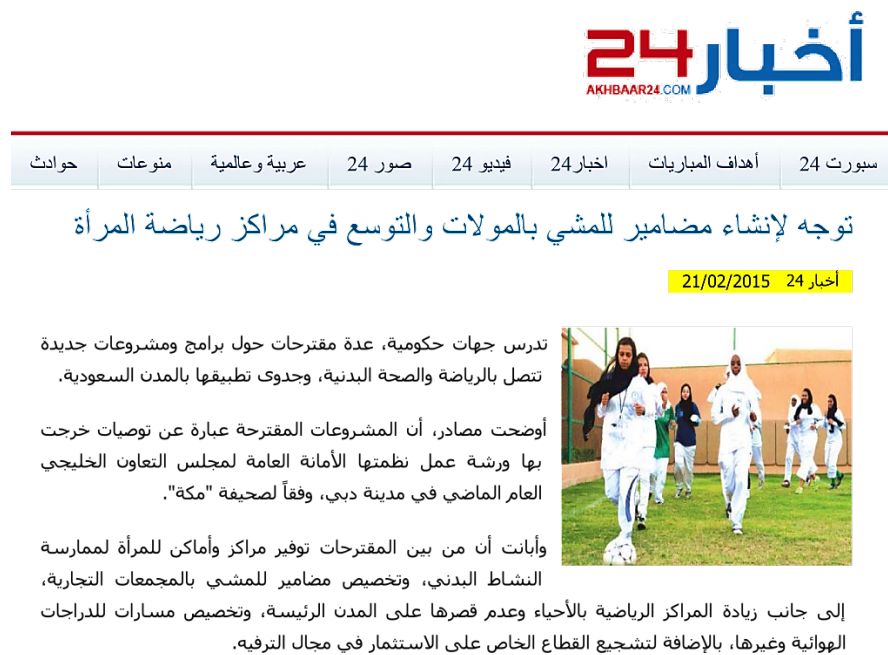 أخبار 24
AKHBAAR24.COM
سبورت 24 أهداف المباريات اخبار24 فيديو 24 صور 24 عربية وعالمية منوعات حوادث
توجه لإنشاء مضامير للمشي بالمولات والتوسع في مراكز رياضة المرأة
أخبار 24 21/02/2015
تدرس جهات حكومية، عدة مقترحات حول برامج ومشروعات جديدة
تتصل بالرياضة والصحة البدنية، وجدوى تطبيقها بالمدن السعودية.
أوضحت مصادر، أن المشروعات المقترحة عبارة عن توصيات خرجت
بها ورشة عمل نظمتها الأمانة العامة لمجلس التعاون الخليجي
العام الماضي في مدينة دبي، وفقاً لصحيفة "مكة".
وأبانت أن من بين المقترحات توفير مراكز وأماكن للمرأة لممارسة
النشاط البدني، وتخصيص مضامير للمشي بالمجمعات التجارية،
إلى جانب زيادة المراكز الرياضية بالأحياء وعدم قصرها على المدن الرئيسة، وتخصيص مسارات للدراجات
الهوائية وغيرها، بالإضافة لتشجيع القطاع الخاص على الاستثمار في مجال الترفيه.